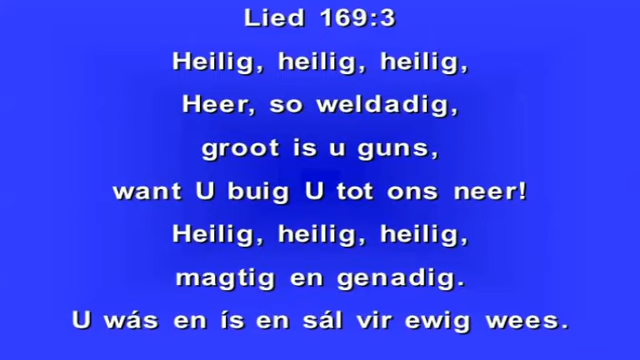 Lied 169:3
Heilig, heilig, heilig,
Heer, so weldadig,
groot is u guns,
want U buig U tot ons neer!
Heilig, heilig, heilig,
magtig en genadig.
U wás en ís en sál vir ewig wees.